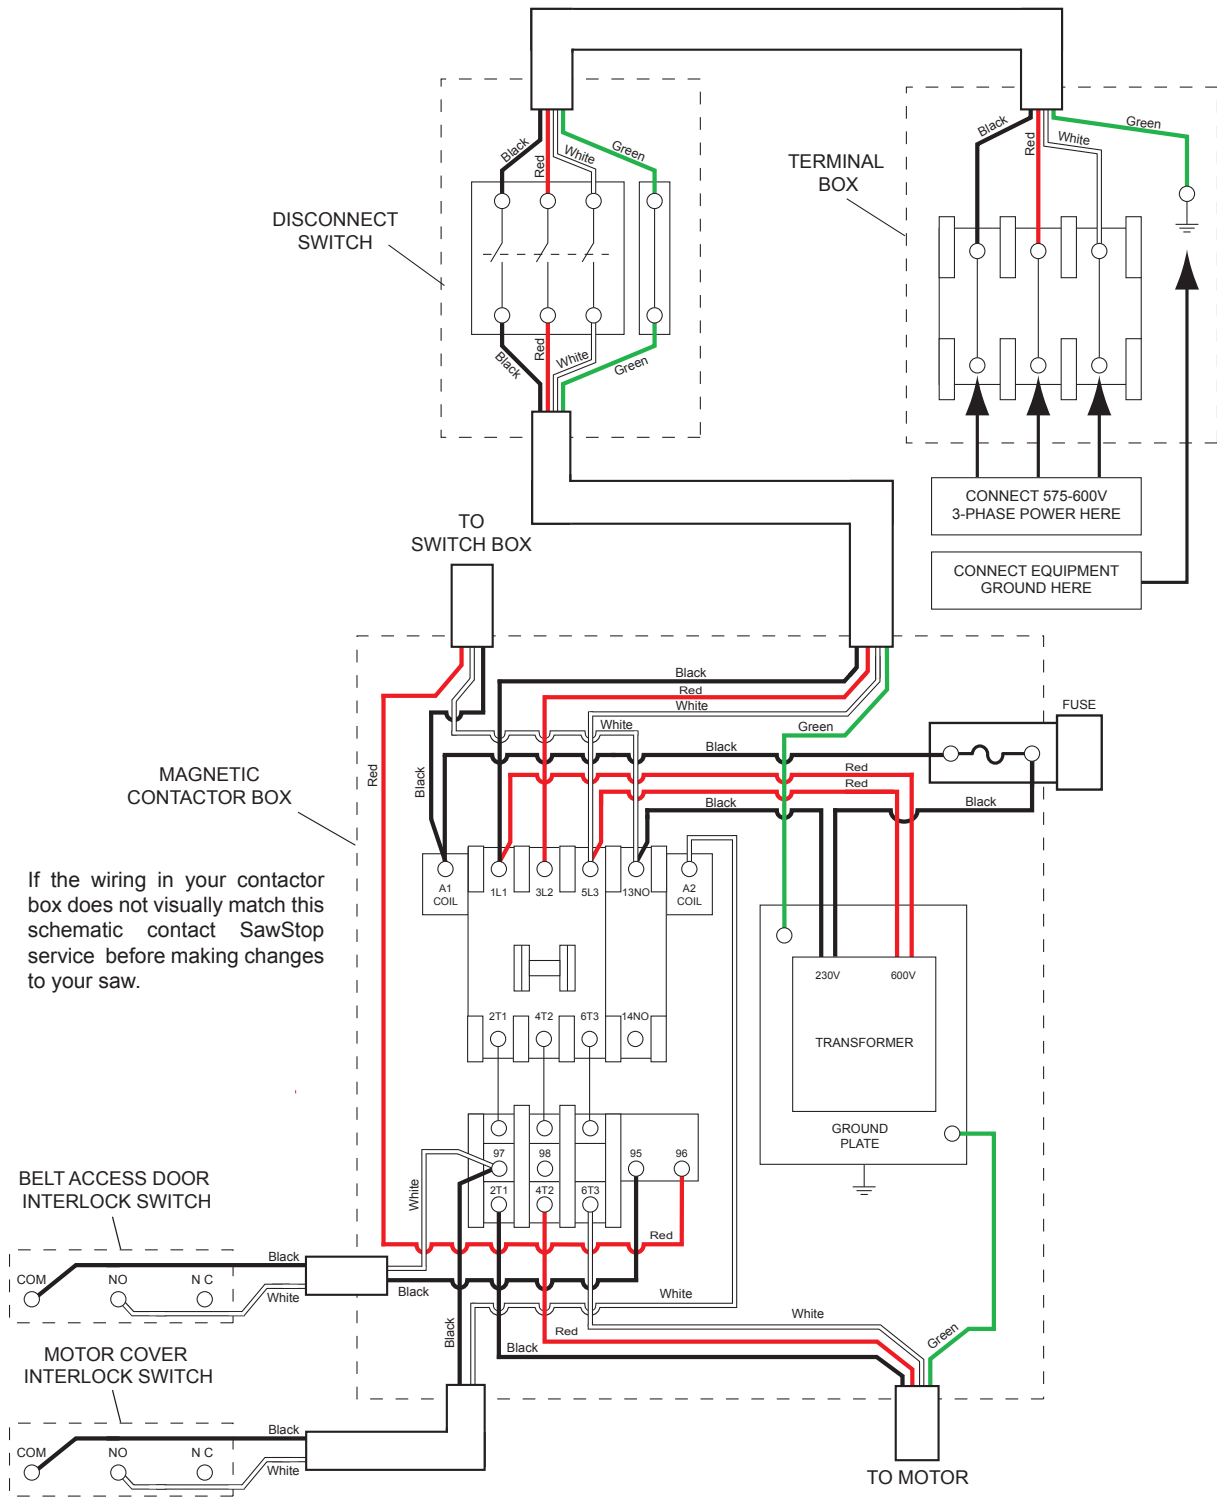 Black
Red
White
Green
DISCONNECT
SWITCH
Black
Red
White
Green
TERMINAL
BOX
Black
Red
White
Green
CONNECT 575-600V
3-PHASE POWER HERE
CONNECT EQUIPMENT
GROUND HERE
TO
SWITCH BOX
Black
Red
White
White
Green
Black
FUSE
Red
Black
Red
Red
Black
Black
MAGNETIC
CONTACTOR BOX
If the wiring in your contactor
box does not visually match this
schematic contact SawStop
service before making changes
to your saw.
A1
COIL
1L1
3L2
5L3
13NO
A2
COIL
2T1
4T2
6T3
14NO
230V
600V
TRANSFORMER
GROUND
PLATE
97
98
95
96
2T1
4T2
6T3
White
Red
BELT ACCESS DOOR
INTERLOCK SWITCH
COM
NO
N C
Black
White
Black
White
Black
White
Red
Black
Green
MOTOR COVER
INTERLOCK SWITCH
COM
NO
N C
Black
White
TO MOTOR